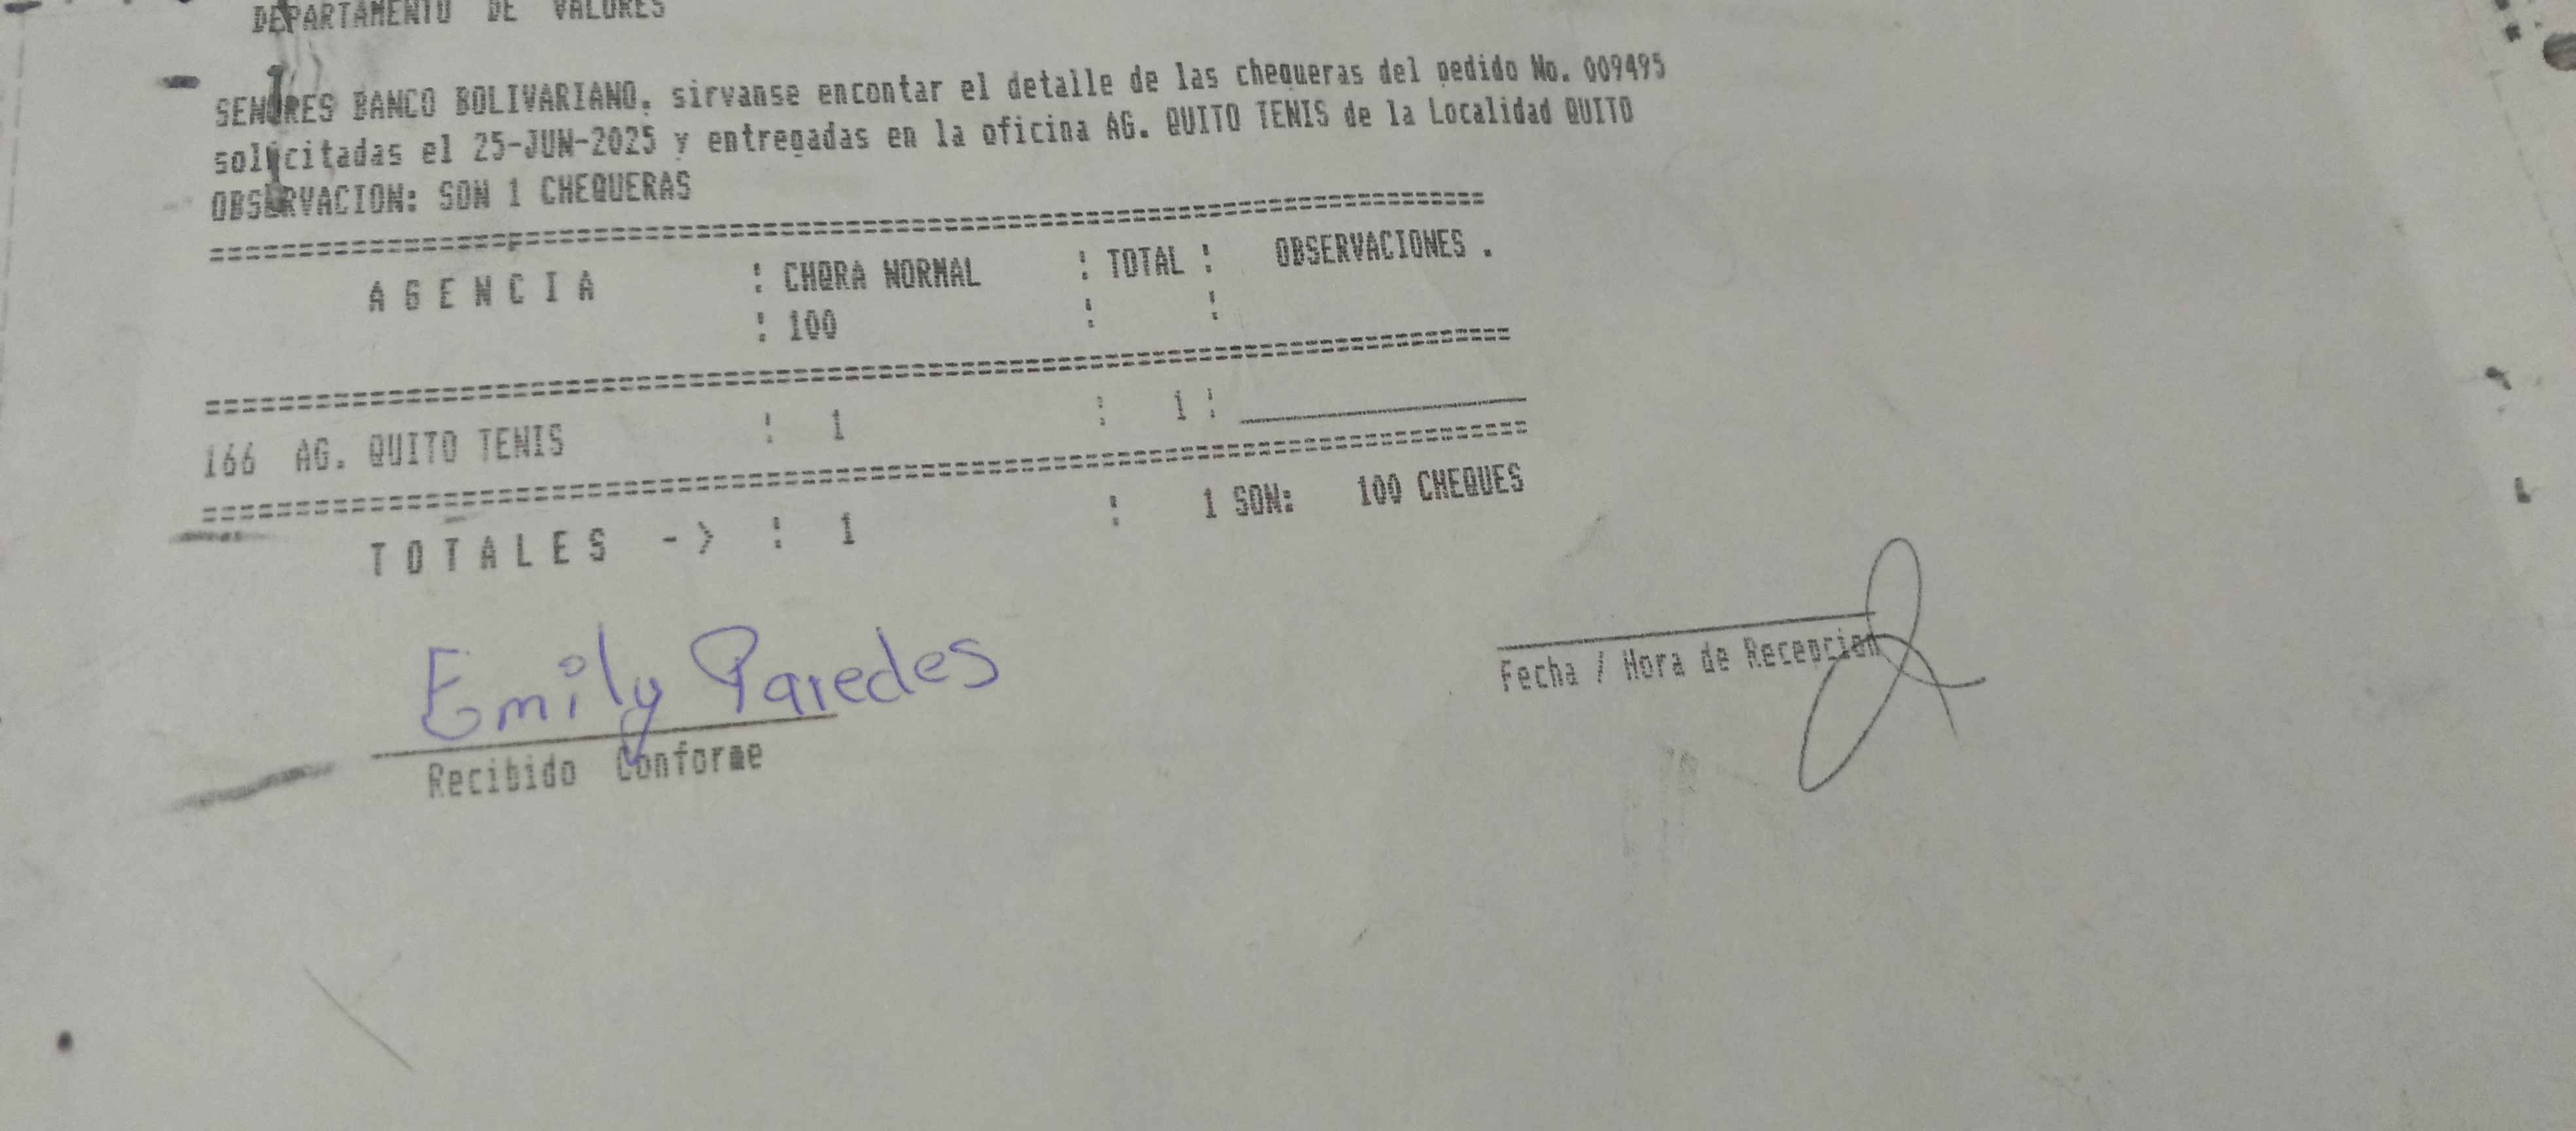 DEPARTAMENTO DE VALORES
SENORES BANCO BOLIVARIANO, sirvanse encontar el detalle de las chequeras del pedido No. 009495
solicitadas el 25-JUN-2025 y entregadas en la oficina AG. QUITO TENIS de la Localidad QUITO
OBSERVACION: SON 1 CHEQUERAS
A G E N C I A : CHQRA NORMAL : TOTAL : OBSERVACIONES .
: 100 : :
166 AG. QUITO TENIS : 1 : 1 :
T O T A L E S -> : 1 : 1 SON: 100 CHEQUES
Emily Paredes
Recibido Conforme
Fecha / Hora de Recepcion